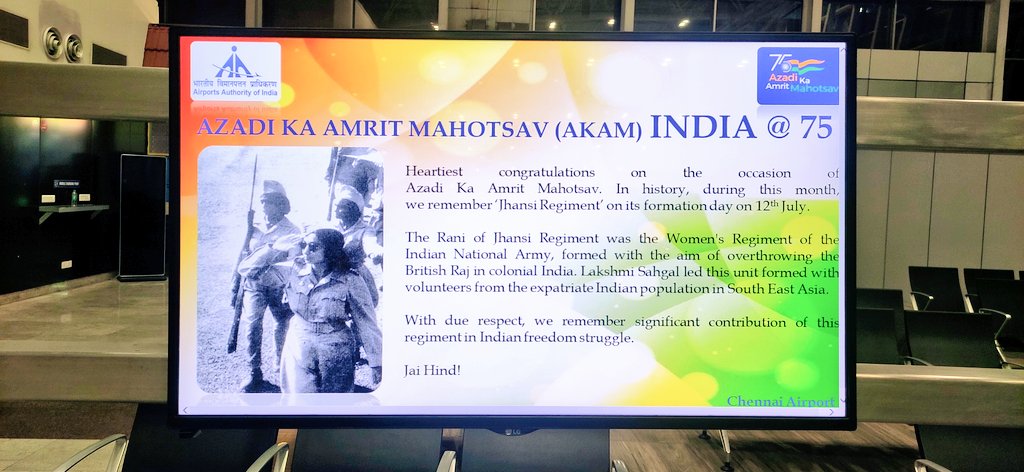 भारतीय विमानपत्तन प्राधिकरण
Airports Authority of India
75
Azadi Ka
Amrit Mahotsav
AZADI KA AMRIT MAHOTSAV (AKAM) INDIA @ 75
Heartiest congratulations on the occasion of
Azadi Ka Amrit Mahotsav. In history, during this month,
we remember 'Jhansi Regiment' on its formation day on 12th July.
The Rani of Jhansi Regiment was the Women's Regiment of the
Indian National Army, formed with the aim of overthrowing the
British Raj in colonial India. Lakshmi Sahgal led this unit formed with
volunteers from the expatriate Indian population in South East Asia.
With due respect, we remember significant contribution of this
regiment in Indian freedom struggle.
Jai Hind!
Chennai Airport
LG